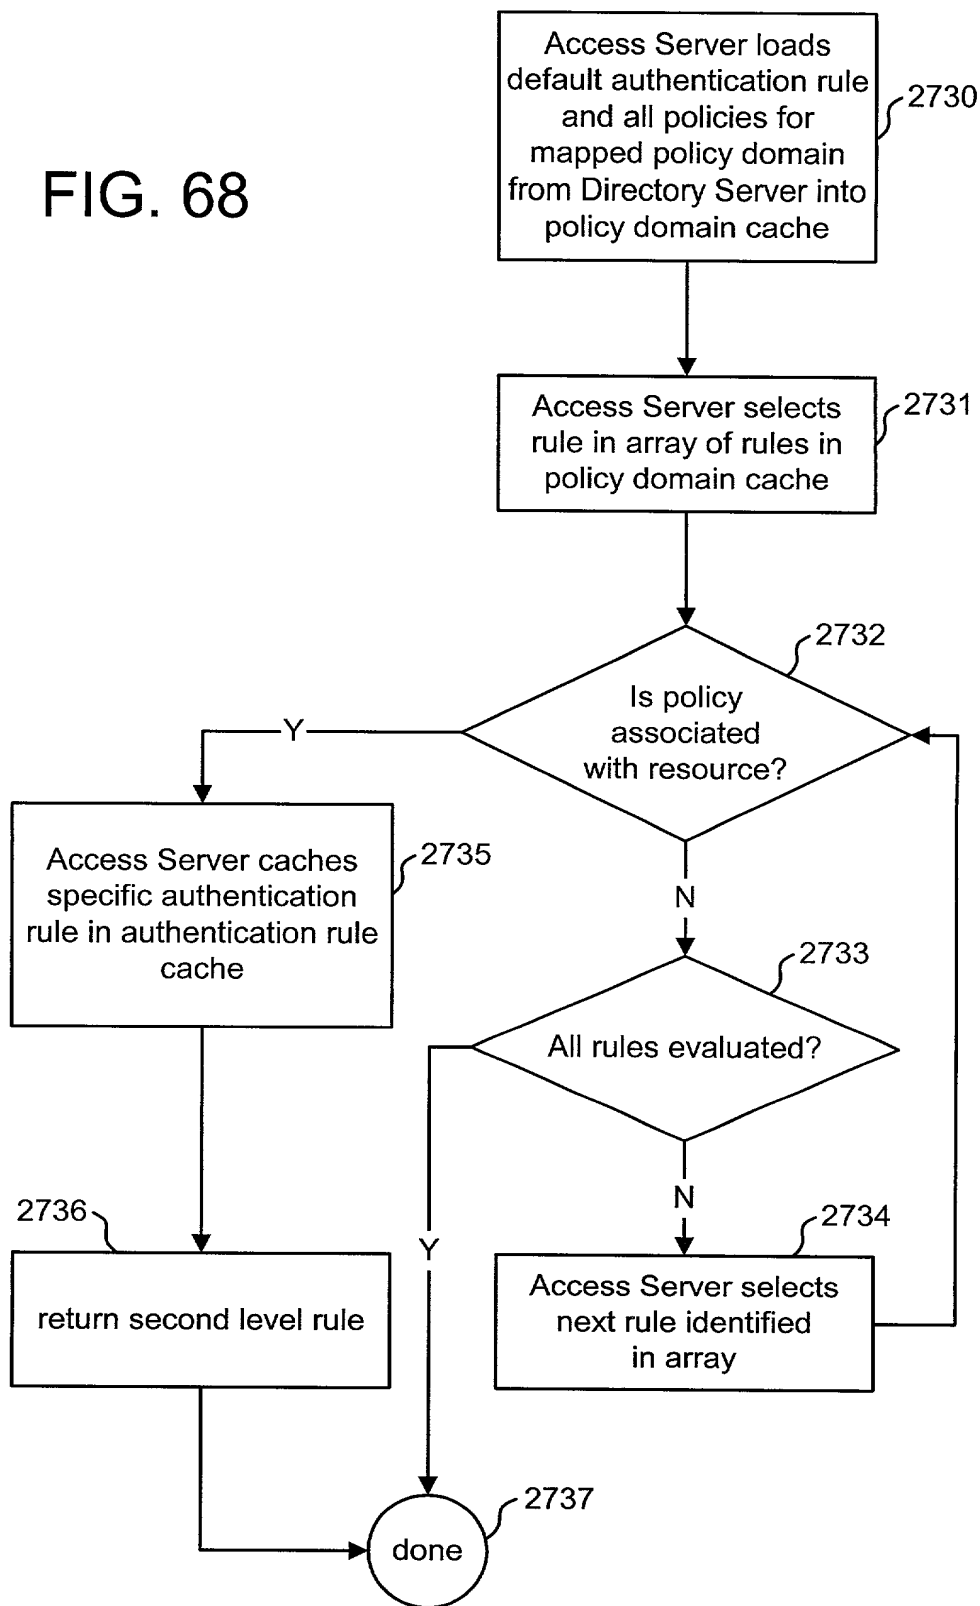 FIG. 68
Access Server loads
default authentication rule
and all policies for
mapped policy domain
from Directory Server into
policy domain cache
2730
Access Server selects
rule in array of rules in
policy domain cache
2731
Is policy
associated
with resource?
2732
Y
N
Access Server caches
specific authentication
rule in authentication rule
cache
2735
All rules evaluated?
2733
Y
N
return second level rule
2736
Access Server selects
next rule identified
in array
2734
done
2737